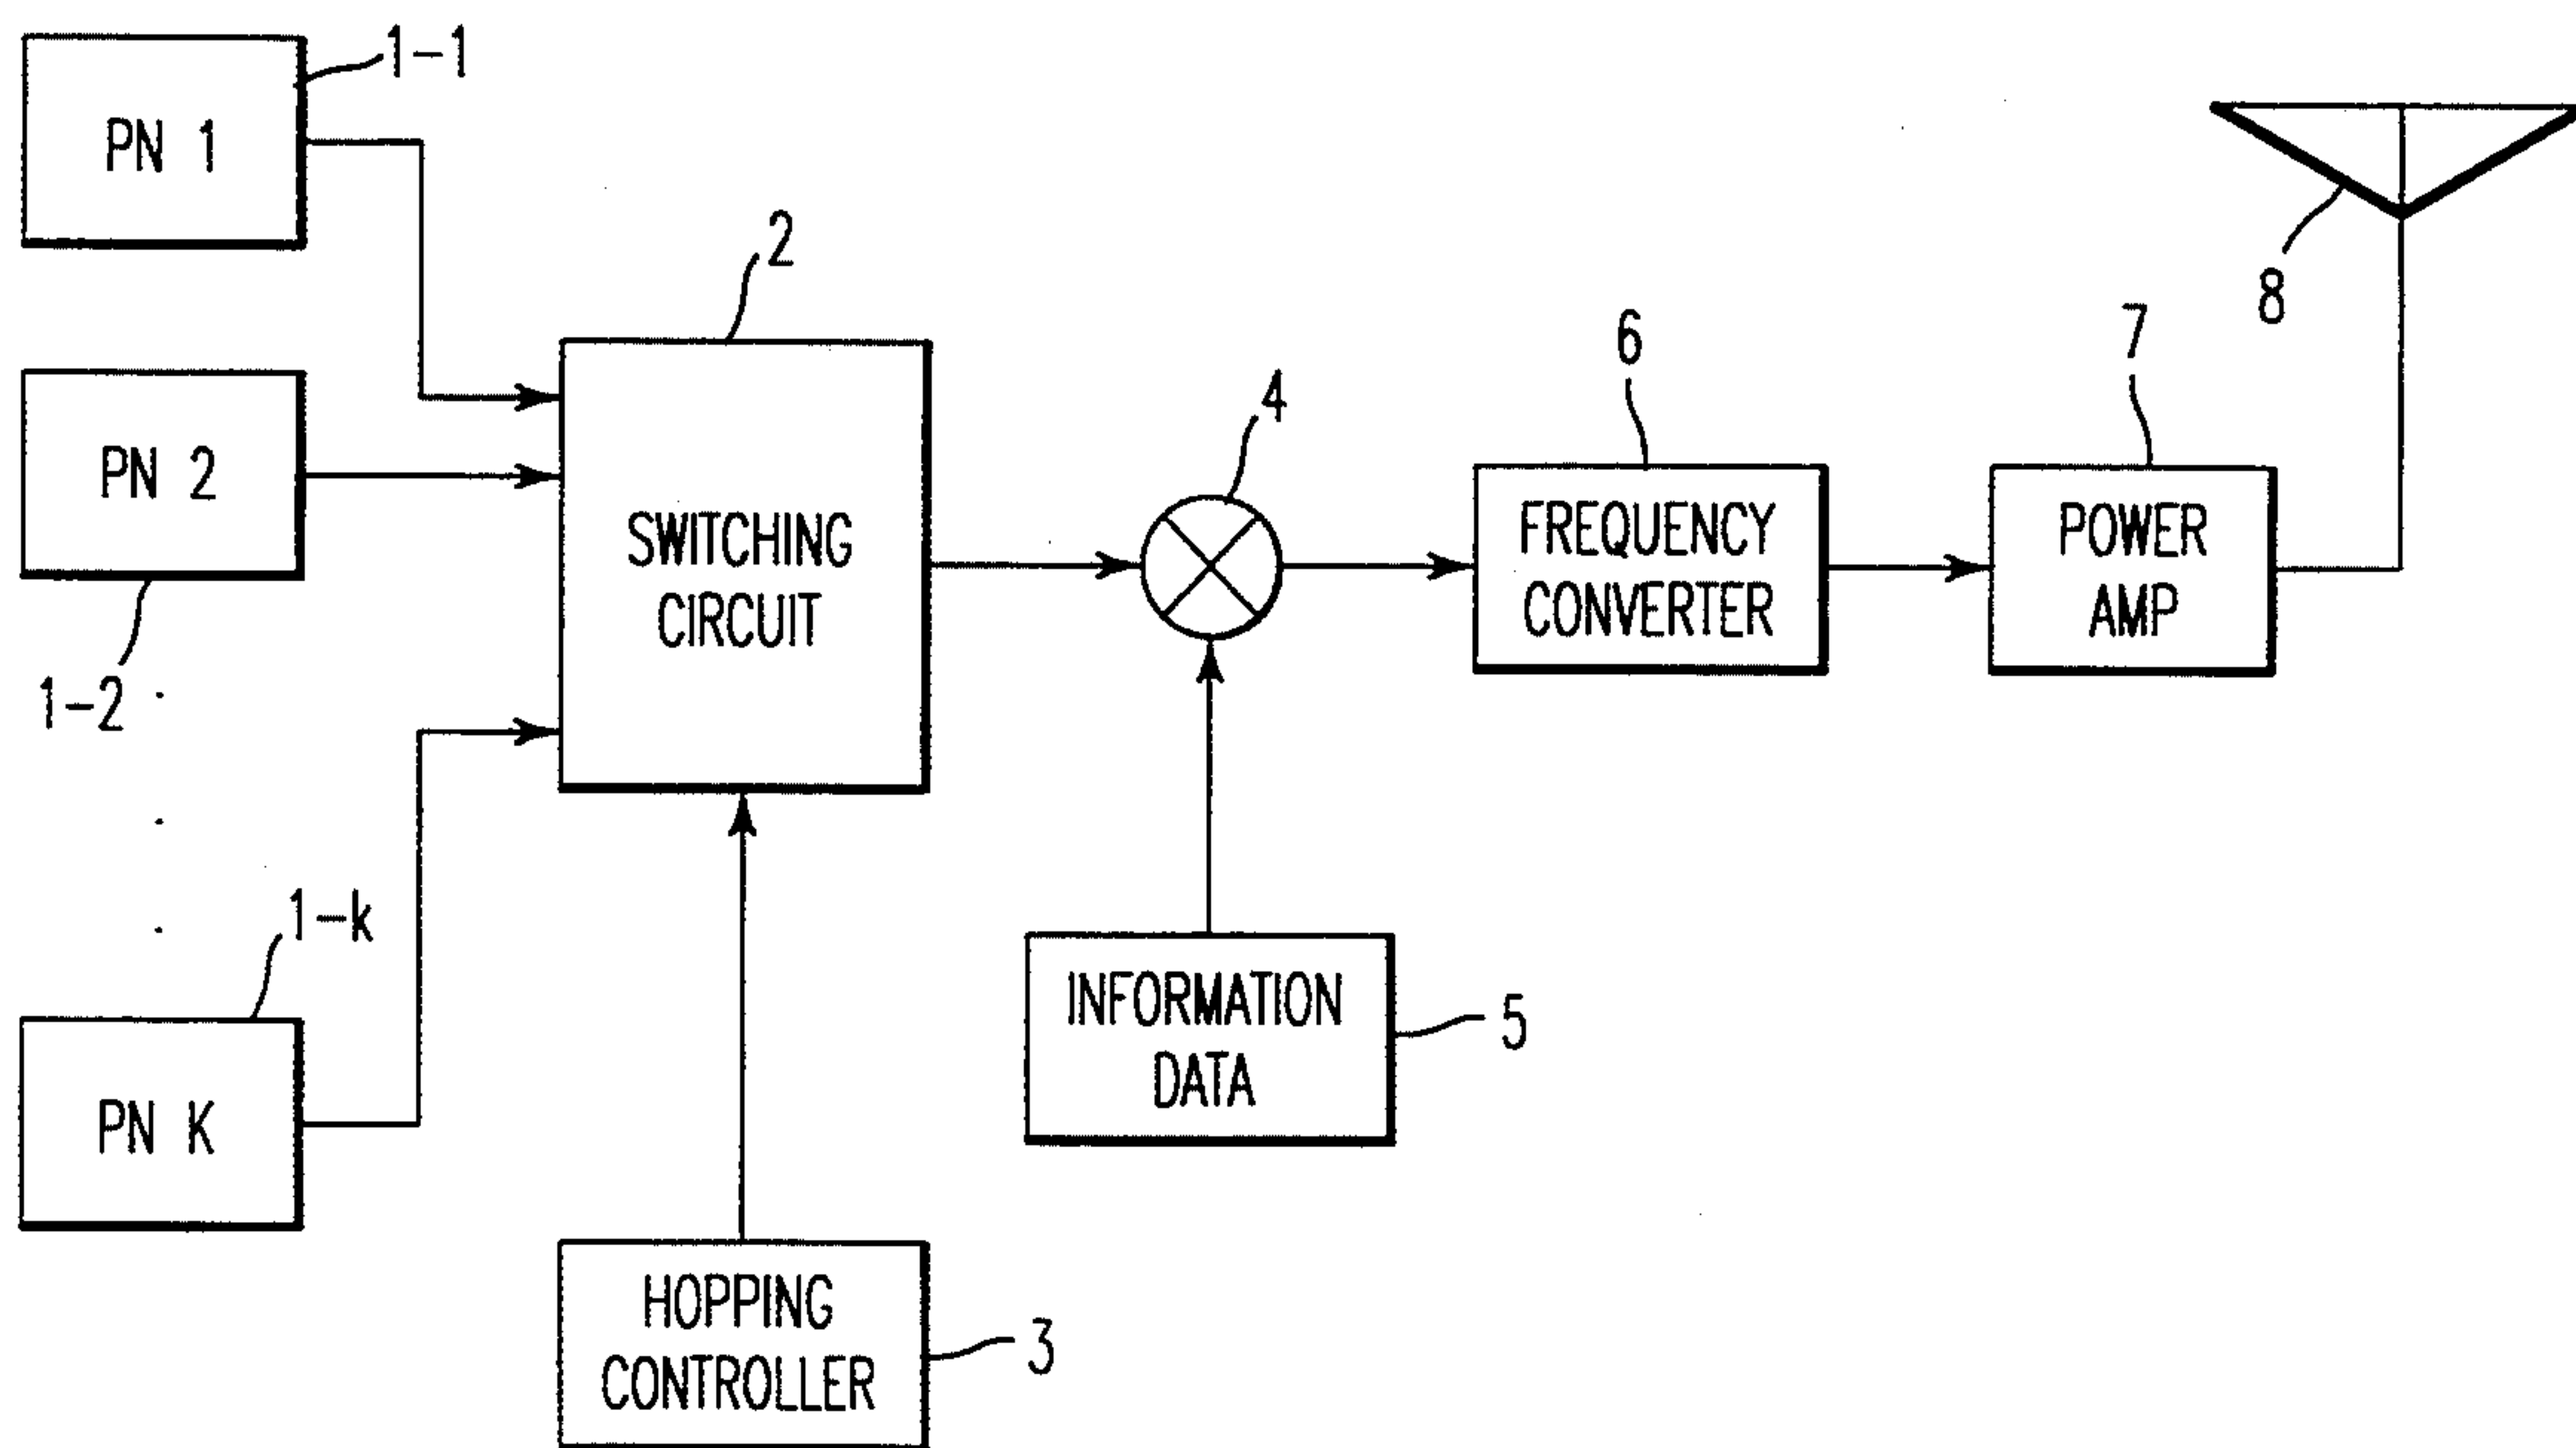 1-1
PN 1
2
8
6
7
4
PN 2
SWITCHING
CIRCUIT
FREQUENCY
CONVERTER
POWER
AMP
1-2
1-k
INFORMATION
DATA
5
PN K
HOPPING
CONTROLLER
3